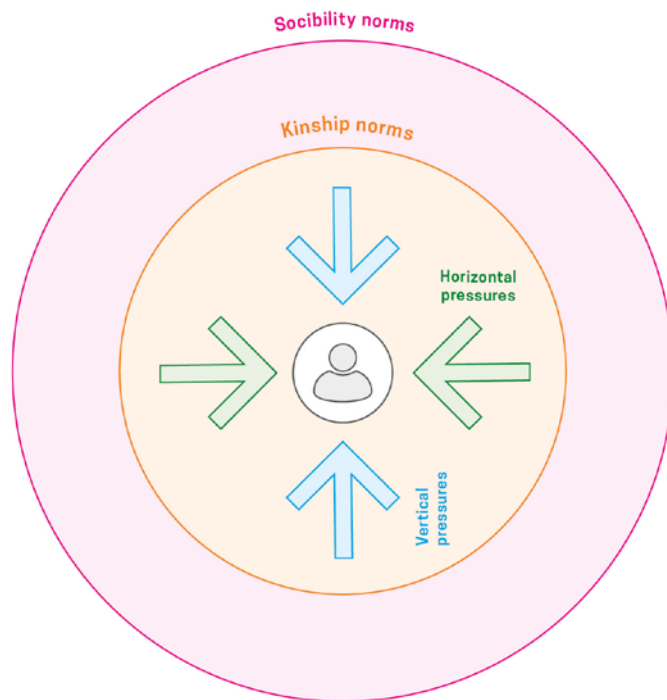 Socibility norms
Kinship norms
Horizontal
pressures
Vertical
pressures